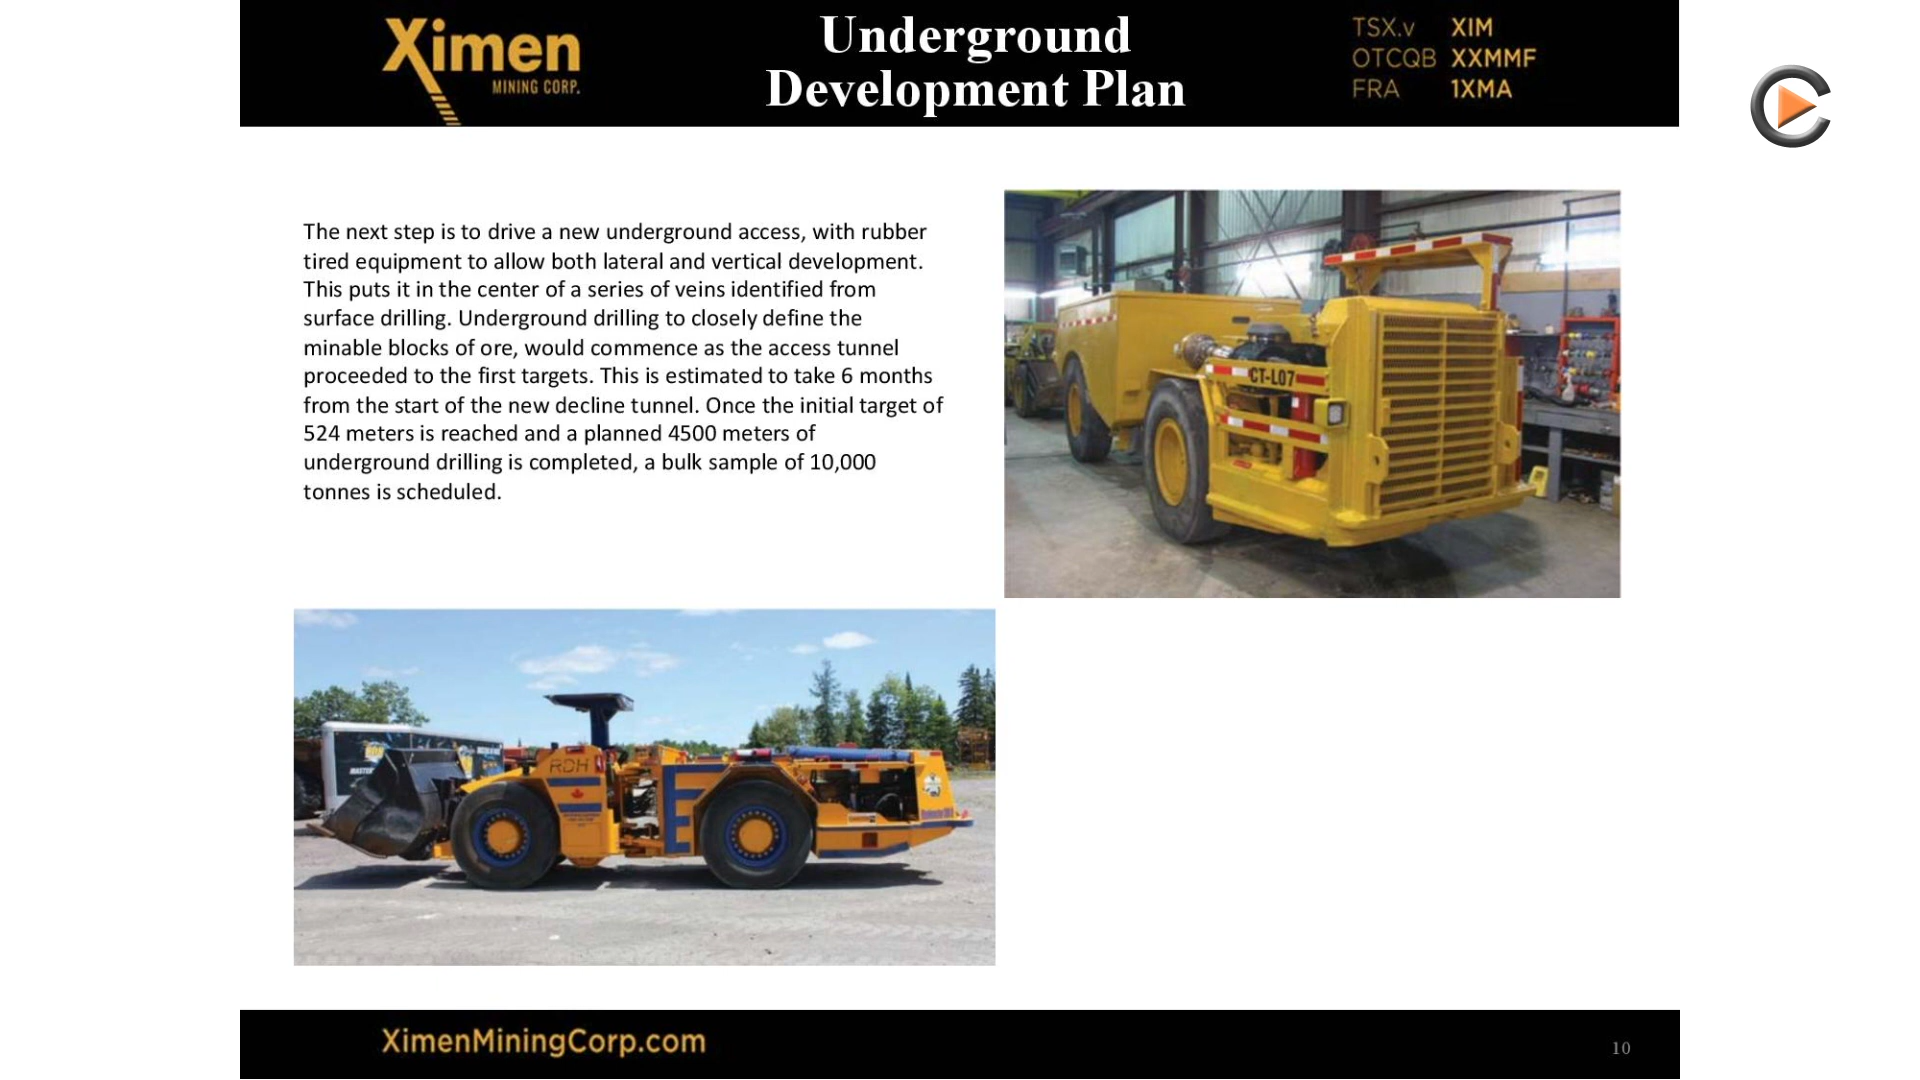 Ximen
MINING CORP.
Underground
Development Plan
TSX.v XIM
OTCQB XXMMF
FRA 1XMA
The next step is to drive a new underground access, with rubber
tired equipment to allow both lateral and vertical development.
This puts it in the center of a series of veins identified from
surface drilling. Underground drilling to closely define the
minable blocks of ore, would commence as the access tunnel
proceeded to the first targets. This is estimated to take 6 months
from the start of the new decline tunnel. Once the initial target of
524 meters is reached and a planned 4500 meters of
underground drilling is completed, a bulk sample of 10,000
tonnes is scheduled.
CT-L07
RDH
XimenMiningCorp.com
10